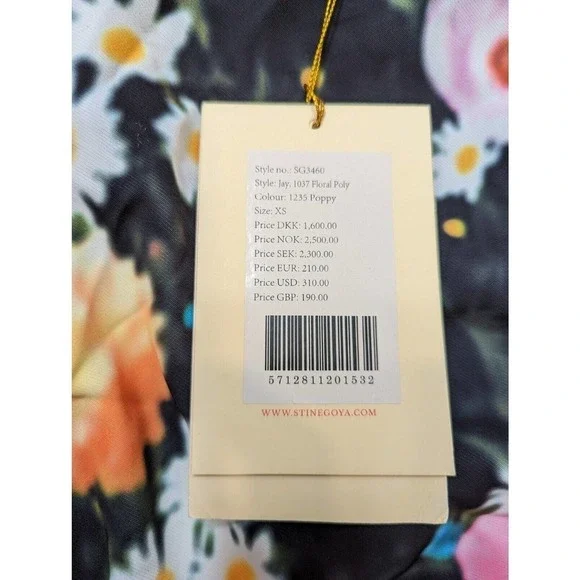 Style no.: SG3460
Style: Jay, 1037 Floral Poly
Colour: 1235 Poppy
Size: XS
Price DKK: 1,600.00
Price NOK: 2,500.00
Price SEK: 2,300.00
Price EUR: 210.00
Price USD: 310.00
Price GBP: 190.00
5712811201532
WWW.STINEGOYA.COM